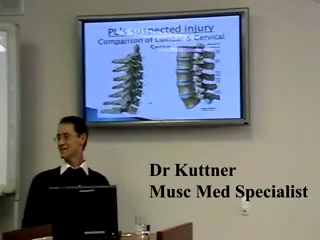 PL's suspected injury
Comparison of Lumbar & Cervical
Spine
Dr Kuttner
Musc Med Specialist